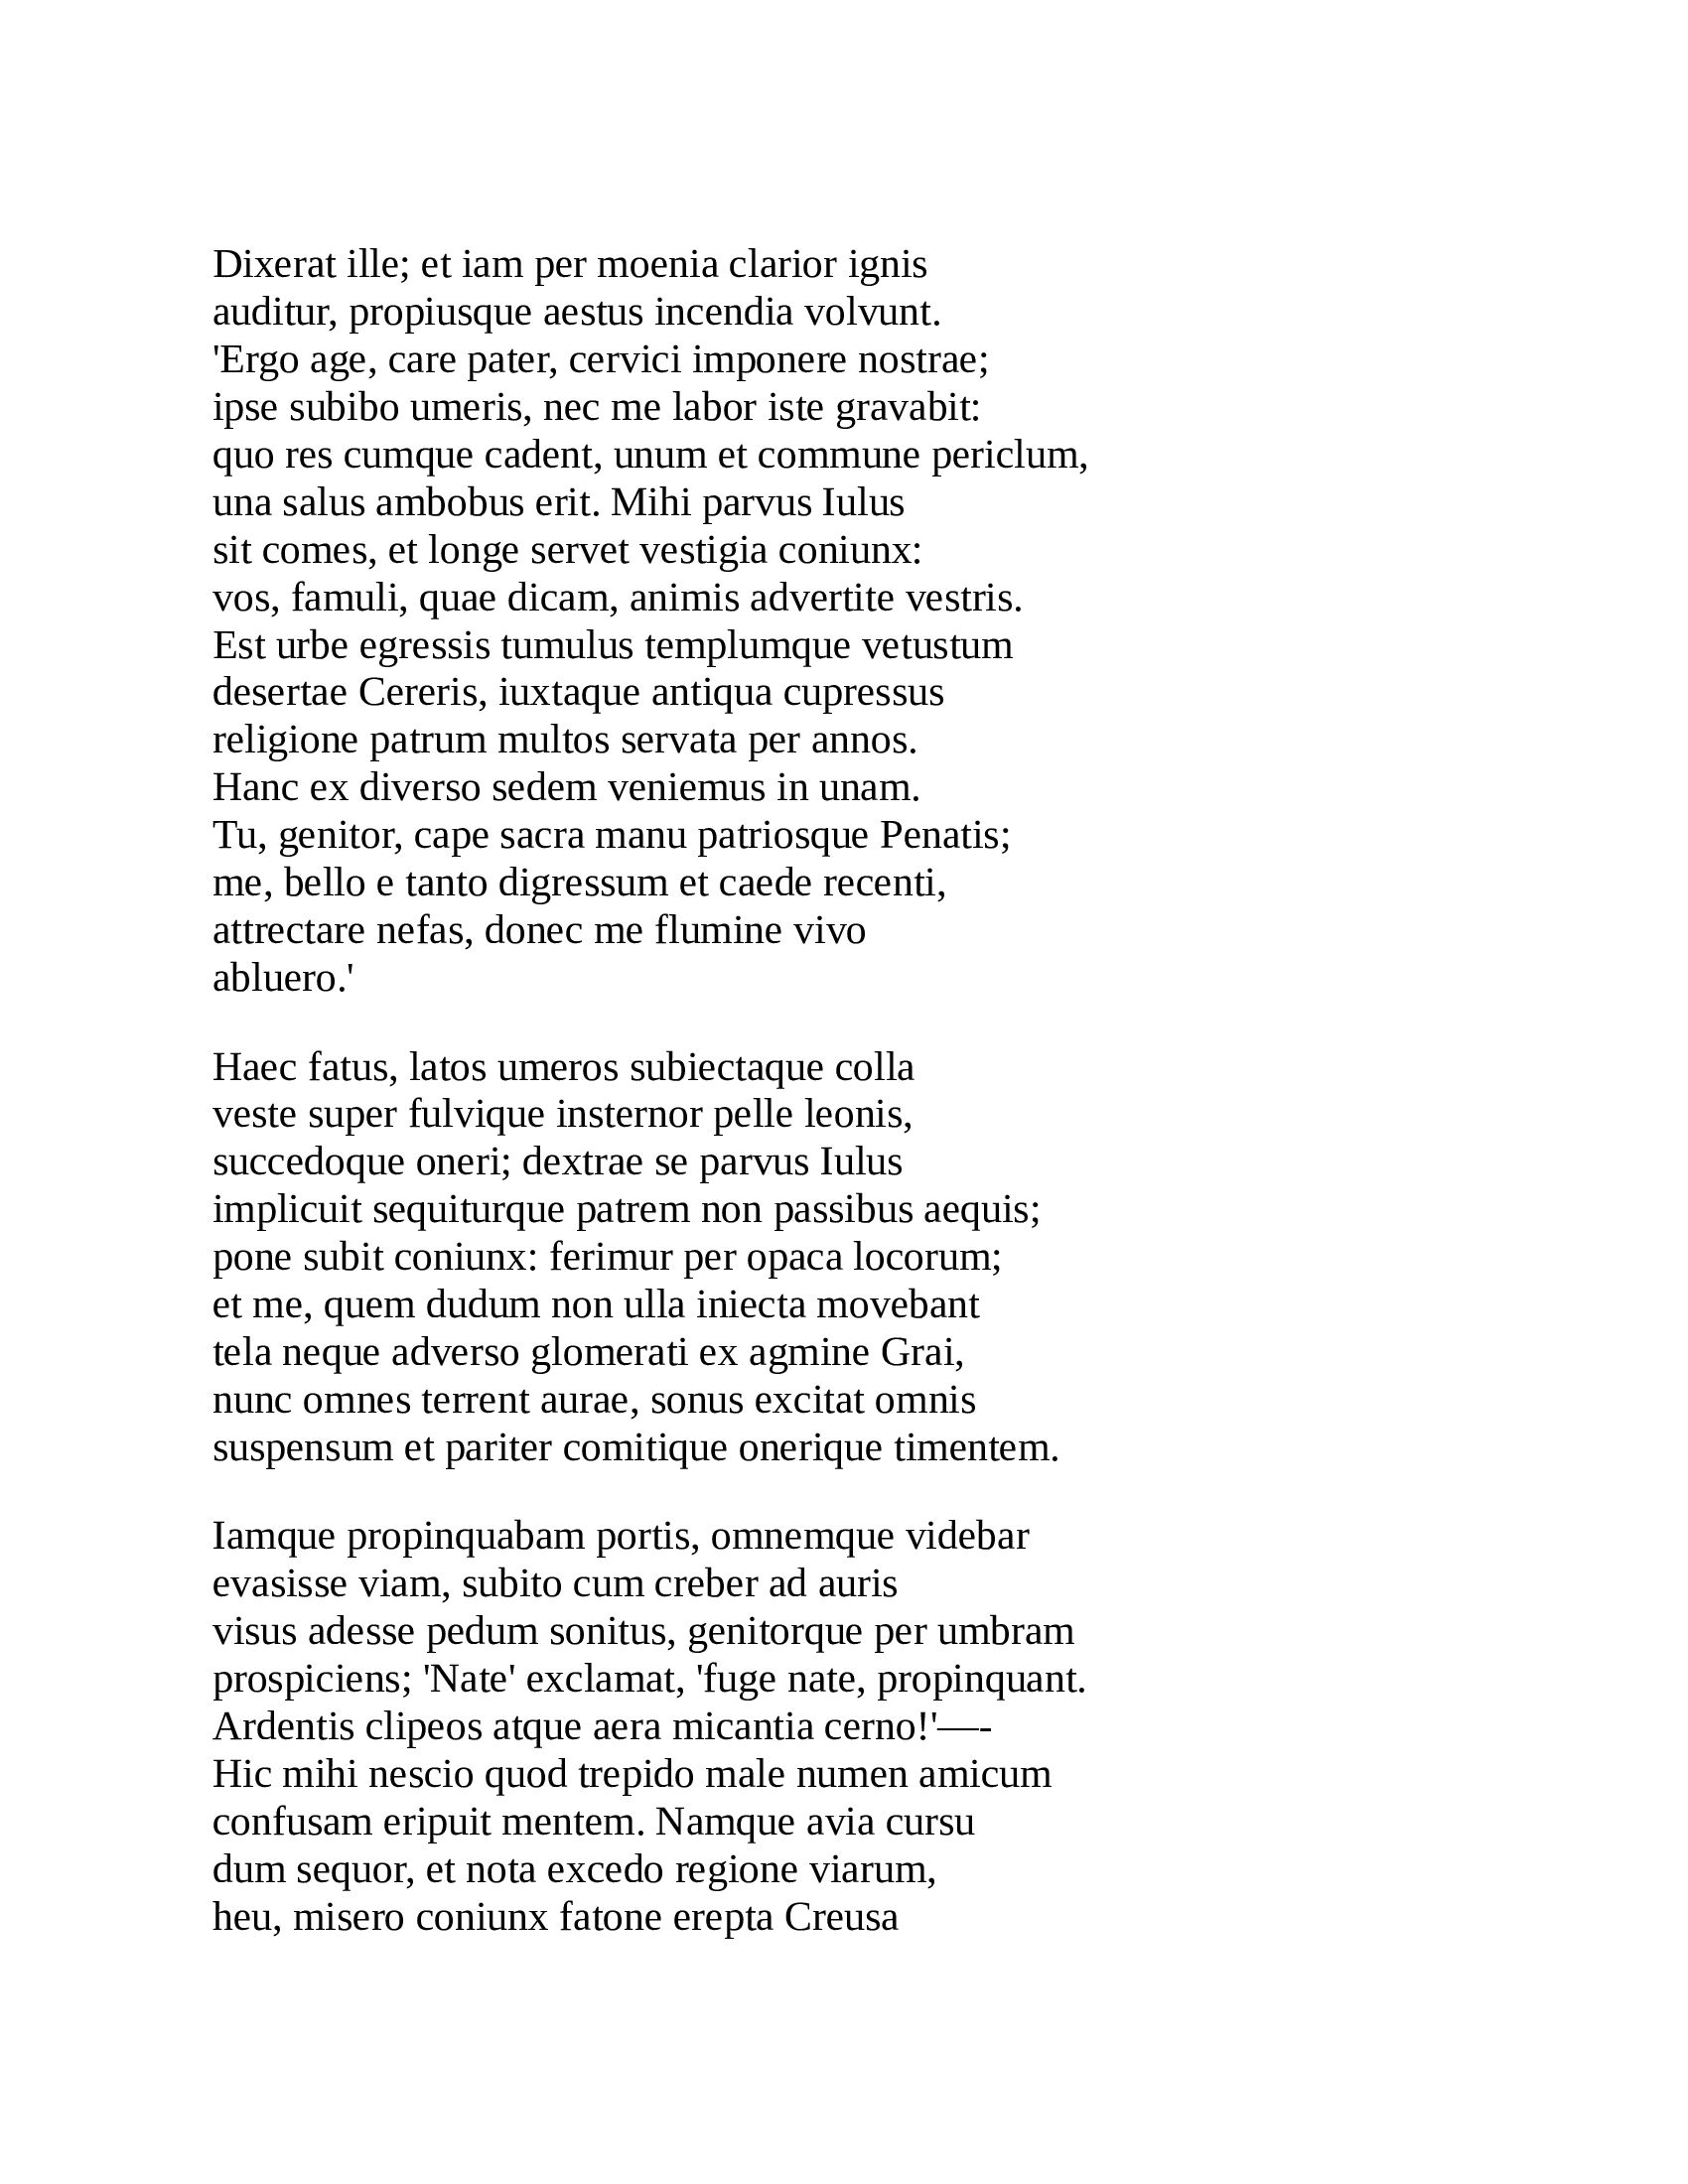 Dixerat ille; et iam per moenia clarior ignis
auditur, propiusque aestus incendia volvunt.
'Ergo age, care pater, cervici imponere nostrae;
ipse subibo umeris, nec me labor iste gravabit:
quo res cumque cadent, unum et commune periclum,
una salus ambobus erit. Mihi parvus Iulus
sit comes, et longe servet vestigia coniunx:
vos, famuli, quae dicam, animis advertite vestris.
Est urbe egressis tumulus templumque vetustum
desertae Cereris, iuxtaque antiqua cupressus
religione patrum multos servata per annos.
Hanc ex diverso sedem veniemus in unam.
Tu, genitor, cape sacra manu patriosque Penatis;
me, bello e tanto digressum et caede recenti,
attrectare nefas, donec me flumine vivo
abluero.'

Haec fatus, latos umeros subiectaque colla
veste super fulvique insternor pelle leonis,
succedoque oneri; dextrae se parvus Iulus
implicuit sequiturque patrem non passibus aequis;
pone subit coniunx: ferimur per opaca locorum;
et me, quem dudum non ulla iniecta movebant
tela neque adverso glomerati ex agmine Grai,
nunc omnes terrent aurae, sonus excitat omnis
suspensum et pariter comitique onerique timentem.

Iamque propinquabam portis, omnemque videbar
evasisse viam, subito cum creber ad auris
visus adesse pedum sonitus, genitorque per umbram
prospiciens; 'Nate' exclamat, 'fuge nate, propinquant.
Ardentis clipeos atque aera micantia cerno!'—-
Hic mihi nescio quod trepido male numen amicum
confusam eripuit mentem. Namque avia cursu
dum sequor, et nota excedo regione viarum,
heu, misero coniunx fatone erepta Creusa